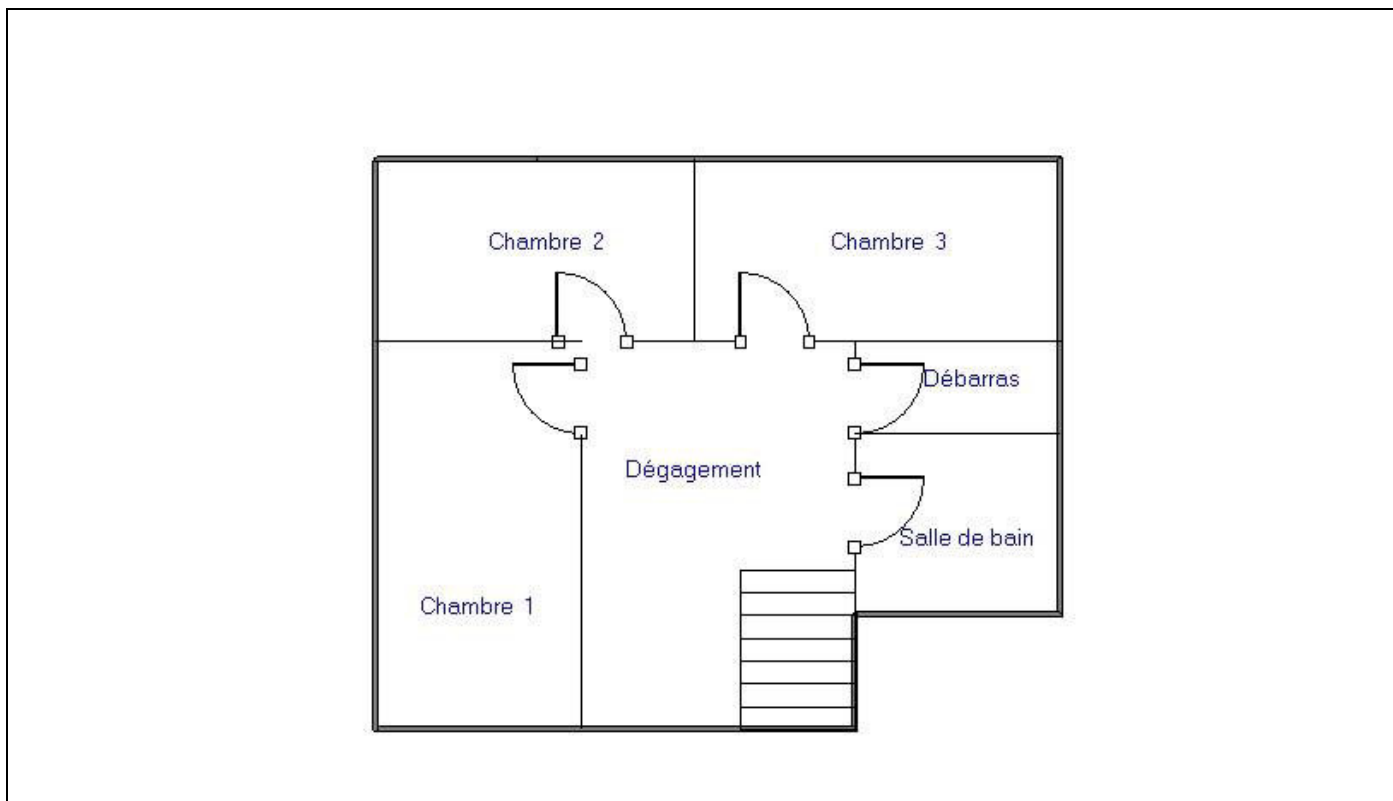 Chambre 2
Chambre 3
Débarras
Dégagement
Salle de bain
Chambre 1